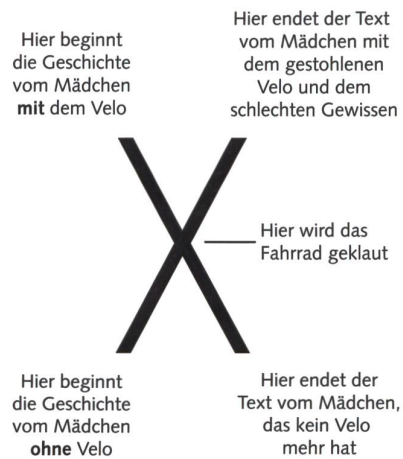 Hier beginnt
die Geschichte
vom Mädchen
mit dem Velo
Hier endet der Text
vom Mädchen mit
dem gestohlenen
Velo und dem
schlechten Gewissen
Hier wird das
Fahrrad geklaut
Hier beginnt
die Geschichte
vom Mädchen
ohne Velo
Hier endet der
Text vom Mädchen,
das kein Velo
mehr hat